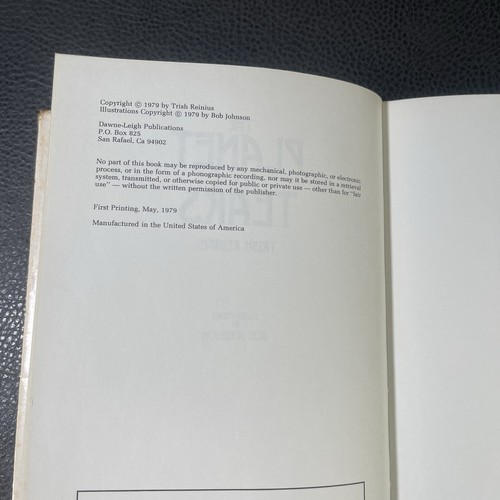 Copyright © 1979 by Trish Reinius
Illustrations Copyright © 1979 by Bob Johnson
Dawne-Leigh Publications
P.O. Box 825
San Rafael, Ca 94902
No part of this book may be reproduced by any mechanical, photographic, or electronic
process, or in the form of a phonographic recording, nor may it be stored in a retrieval
system, transmitted, or otherwise copied for public or private use — other than for "fair
use" — without the written permission of the publisher.
First Printing, May, 1979
Manufactured in the United States of America